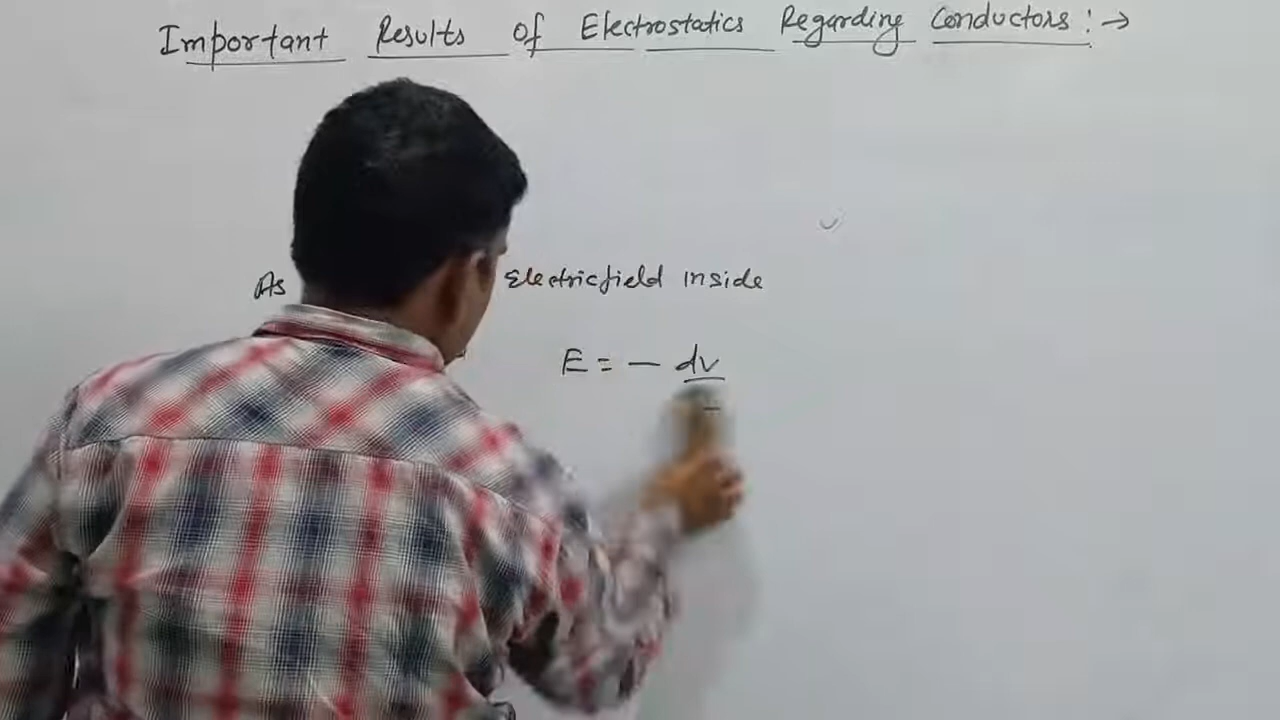 Important Results of Electrostatics Regarding Conductors :→
As Electricfield inside
E = - dv